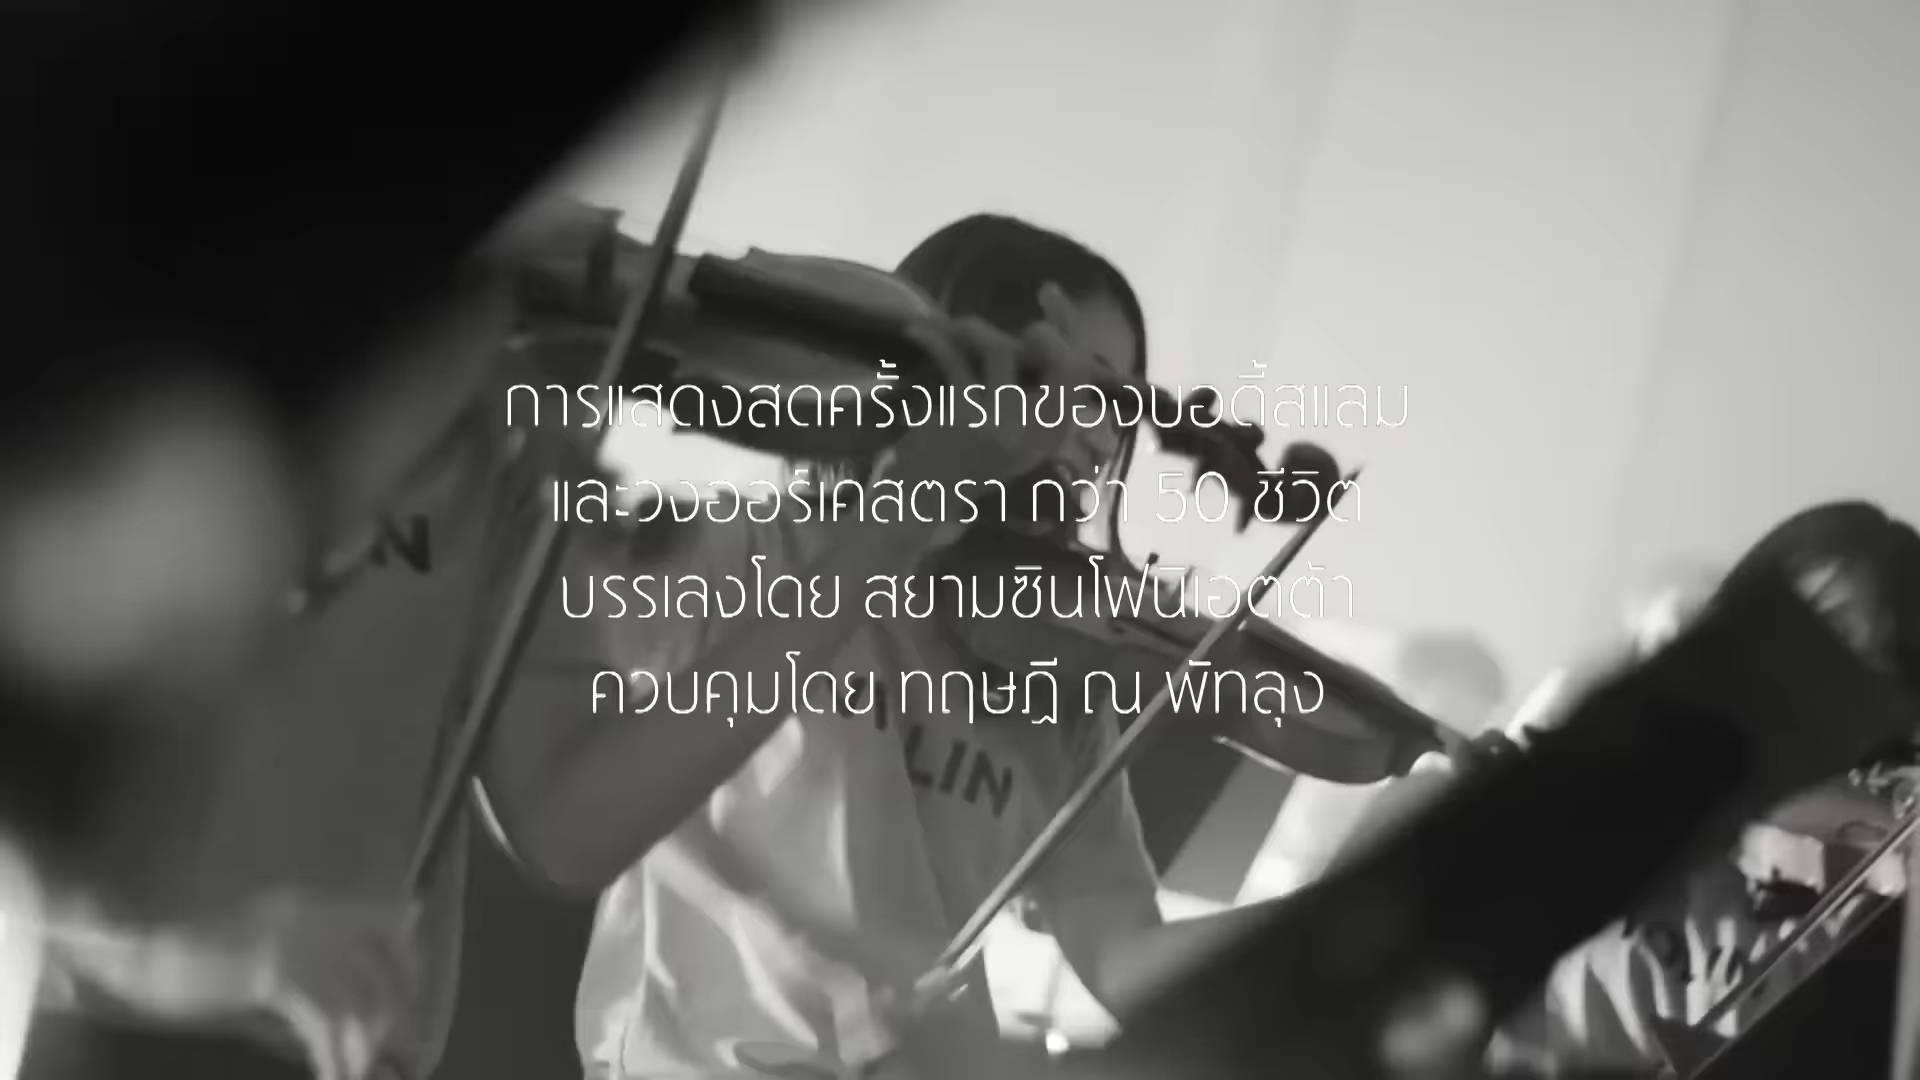 การแสดงสดครั้งแรกของบอดี้สแลม
และวงออร์เคสตรา กว่า 50 ชีวิต
บรรเลงโดย สยามซินโฟนิเอตต้า
ควบคุมโดย ทฤษฎี ณ พัทลุง
LIN